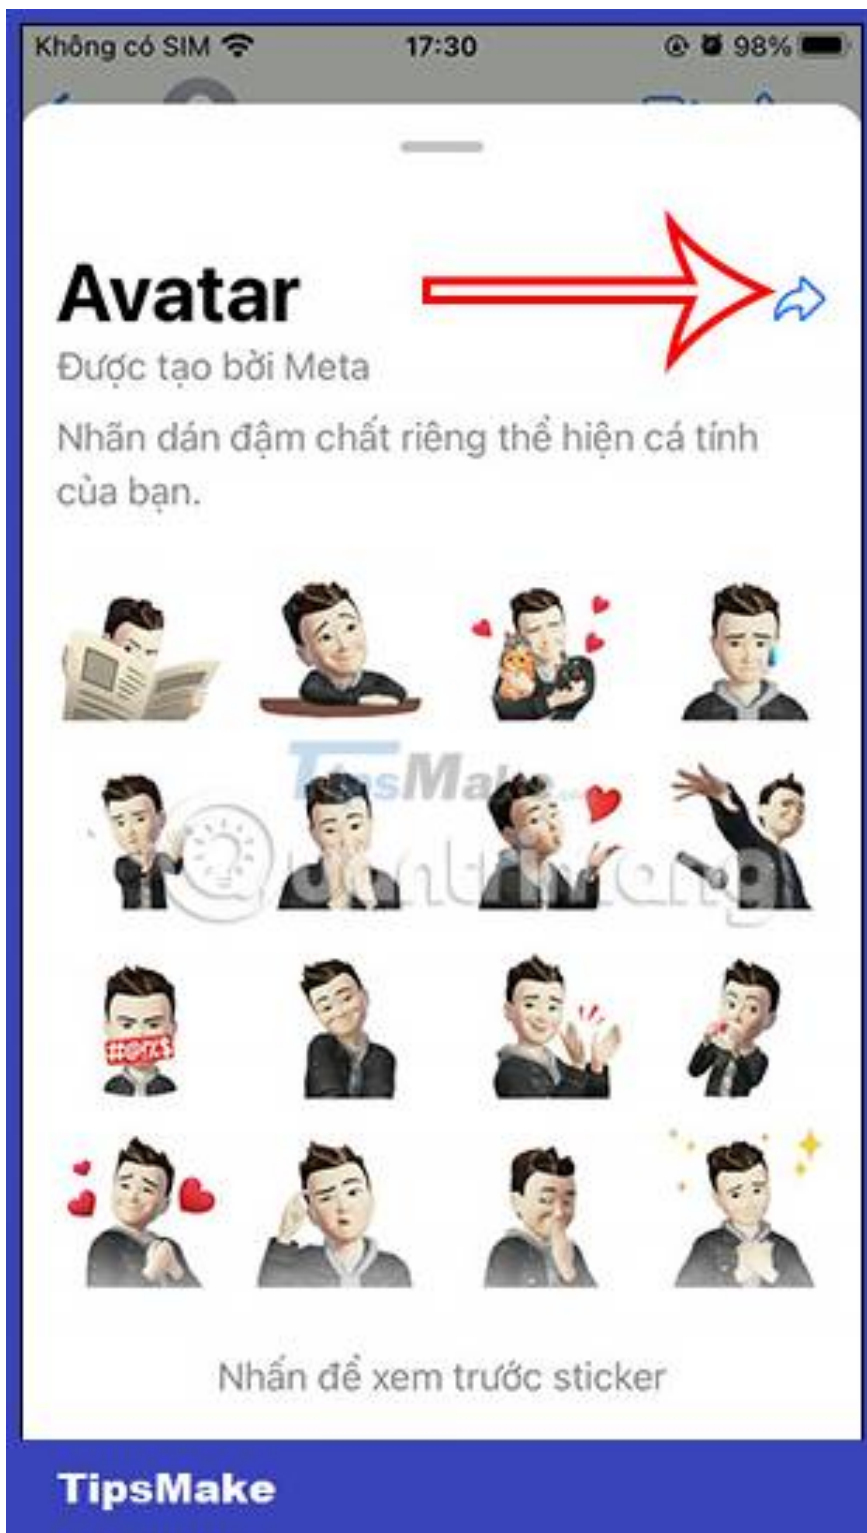 Không có SIM
17:30
98%
Avatar
Được tạo bởi Meta
Nhãn dán đậm chất riêng thể hiện cá tính
của bạn.
TipsMake
Quantrimang
#@!%$
Nhấn để xem trước sticker
TipsMake